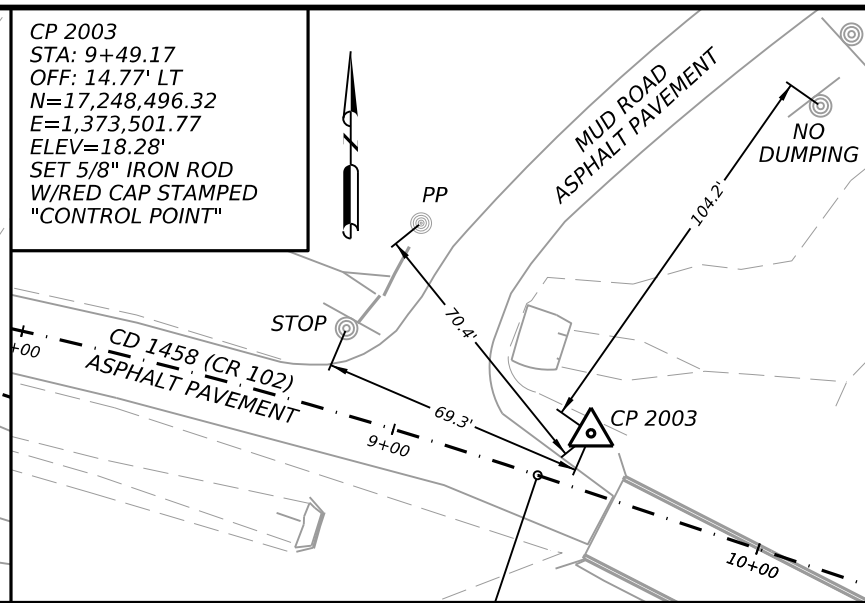 CP 2003
STA: 9+49.17
OFF: 14.77' LT
N=17,248,496.32
E=1,373,501.77
ELEV=18.28'
SET 5/8" IRON ROD
W/RED CAP STAMPED
"CONTROL POINT"
MUD ROAD
ASPHALT PAVEMENT
NO
DUMPING
104.2'
PP
70.4'
STOP
+00
CD 1458 (CR 102)
ASPHALT PAVEMENT
69.3'
CP 2003
9+00
10+00